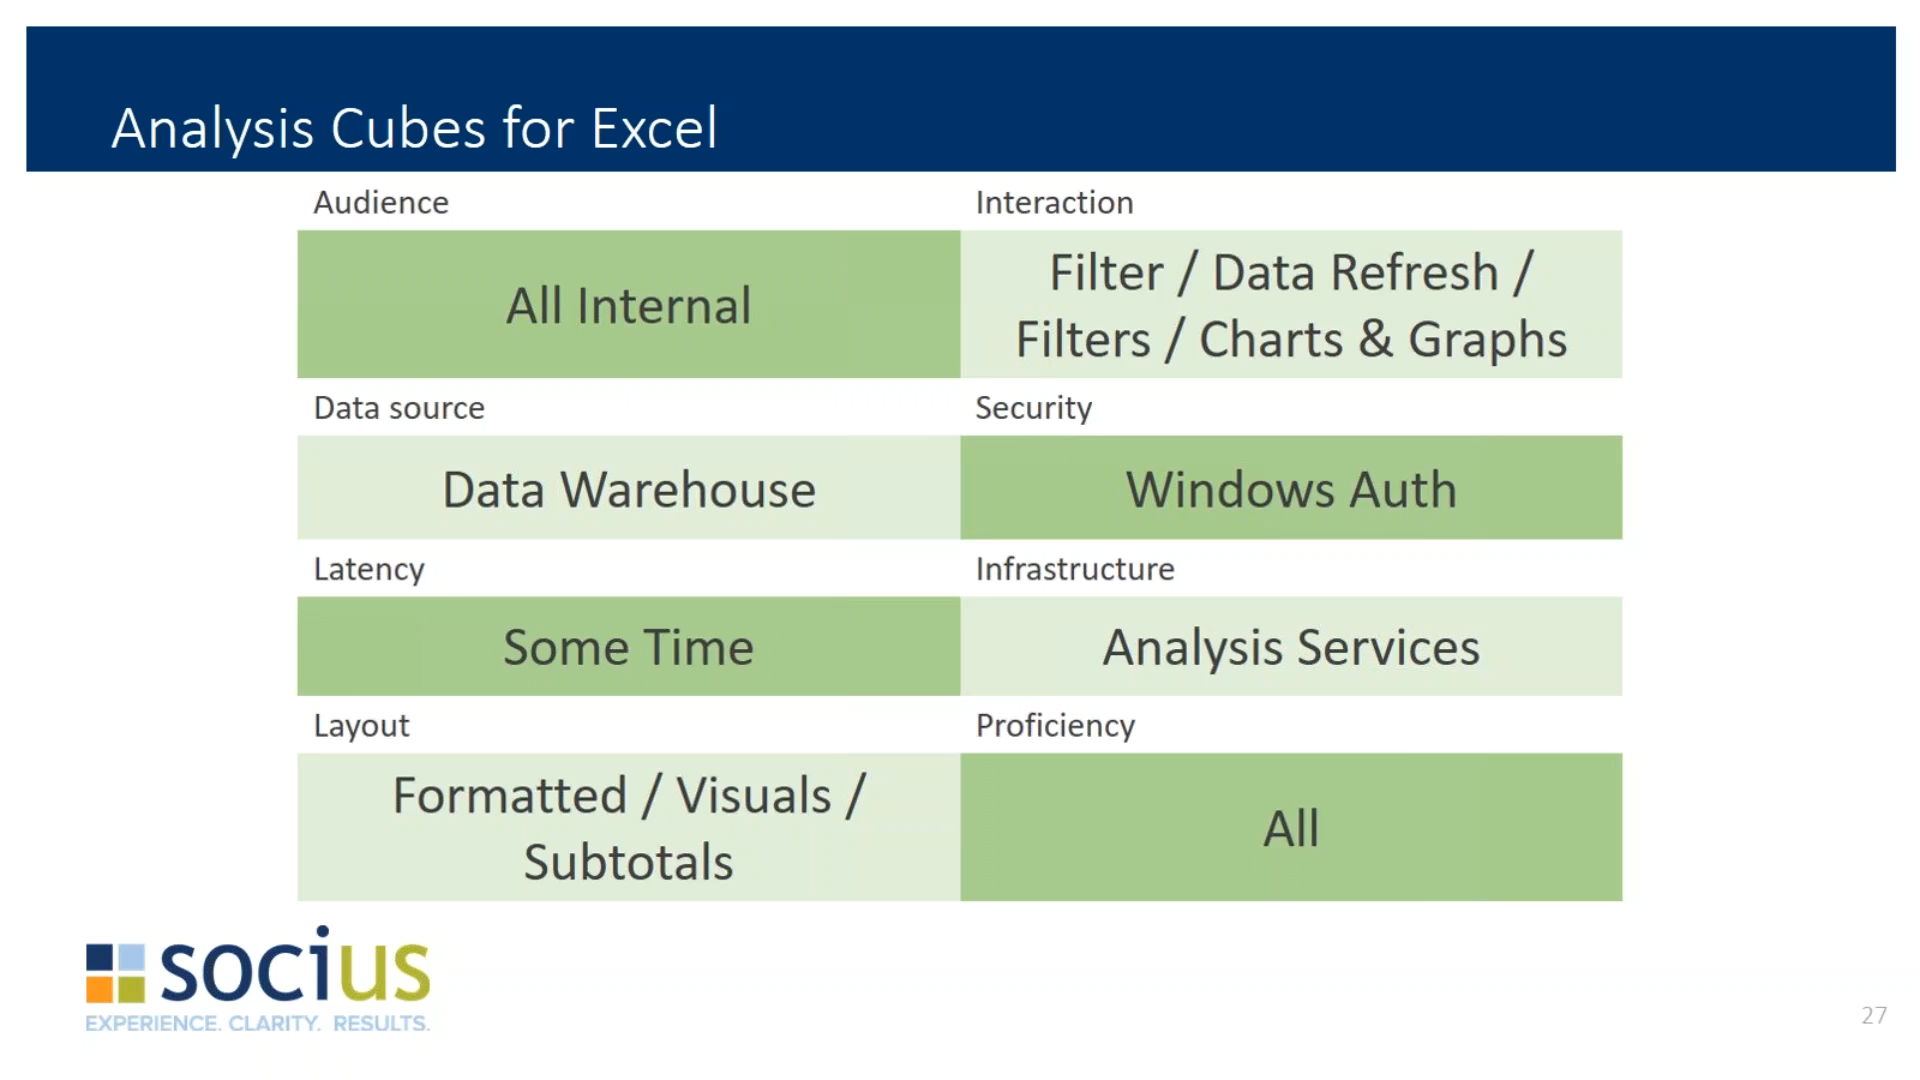 Analysis Cubes for Excel
Audience
Interaction
All Internal
Filter / Data Refresh /
Filters / Charts & Graphs
Data source
Security
Data Warehouse
Windows Auth
Latency
Infrastructure
Some Time
Analysis Services
Layout
Proficiency
Formatted / Visuals /
Subtotals
All
socius
EXPERIENCE. CLARITY. RESULTS.
27